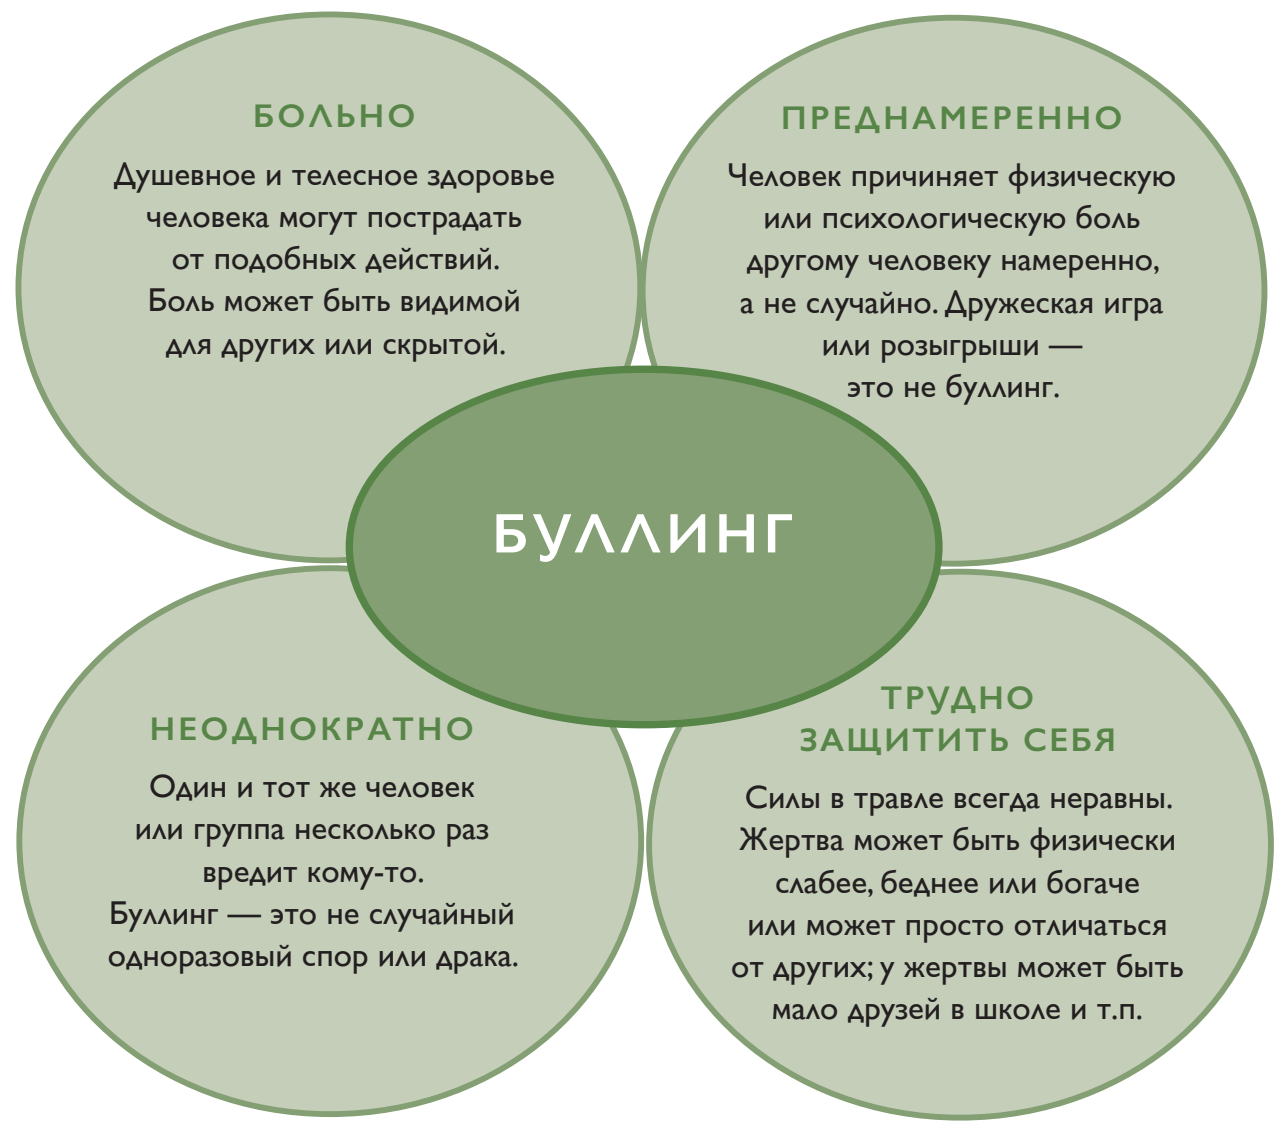 БОЛЬНО
Душевное и телесное здоровье
человека могут пострадать
от подобных действий.
Боль может быть видимой
для других или скрытой.
ПРЕДНАМЕРЕННО
Человек причиняет физическую
или психологическую боль
другому человеку намеренно,
а не случайно. Дружеская игра
или розыгрыши —
это не буллинг.
БУЛЛИНГ
НЕОДНОКРАТНО
Один и тот же человек
или группа несколько раз
вредит кому-то.
Буллинг — это не случайный
одноразовый спор или драка.
ТРУДНО
ЗАЩИТИТЬ СЕБЯ
Силы в травле всегда неравны.
Жертва может быть физически
слабее, беднее или богаче
или может просто отличаться
от других; у жертвы может быть
мало друзей в школе и т.п.